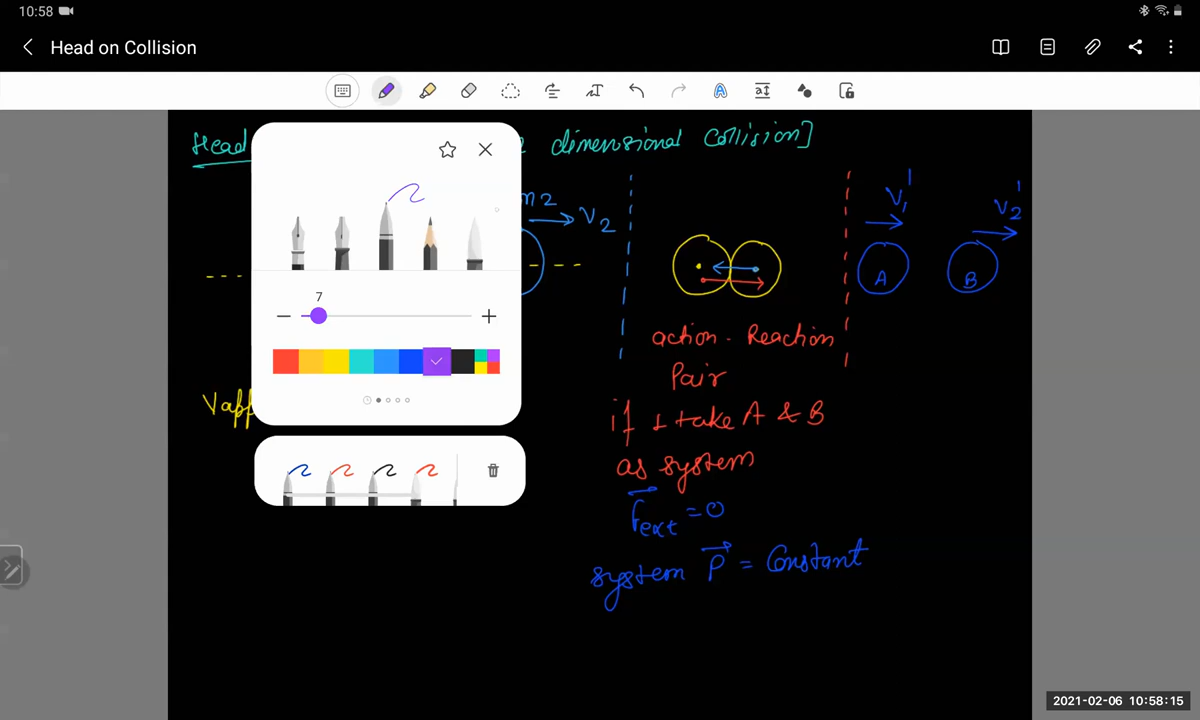 10:58
Head on Collision
Head dimensional Collision]
m2
V2
V1'
V2'
A
B
7
action - Reaction
Pair
Vapp
if I take A & B
as system
Fext = 0
system P = Constant
2021-02-06 10:58:15